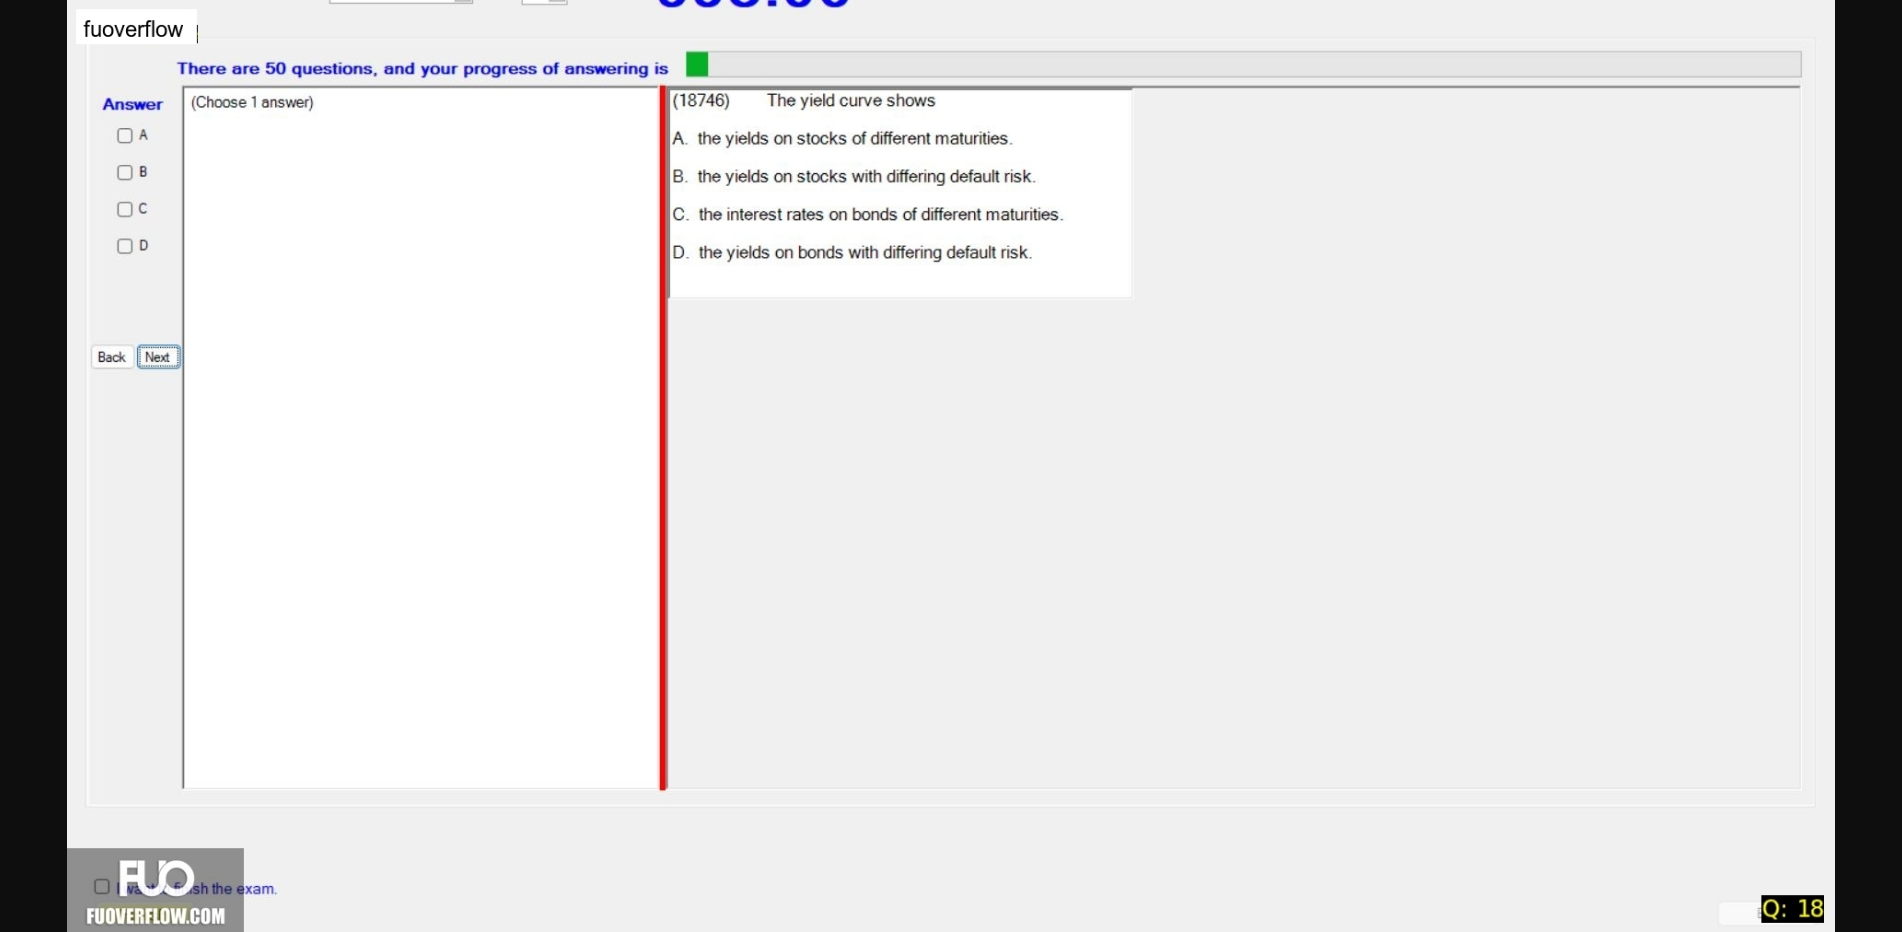 fuoverflow
There are 50 questions, and your progress of answering is
Answer
(Choose 1 answer)
A
B
C
D
Back Next
(18746) The yield curve shows
A. the yields on stocks of different maturities.
B. the yields on stocks with differing default risk.
C. the interest rates on bonds of different maturities.
D. the yields on bonds with differing default risk.
FUO
the exam.
FUOVERFLOW.COM
Q: 18